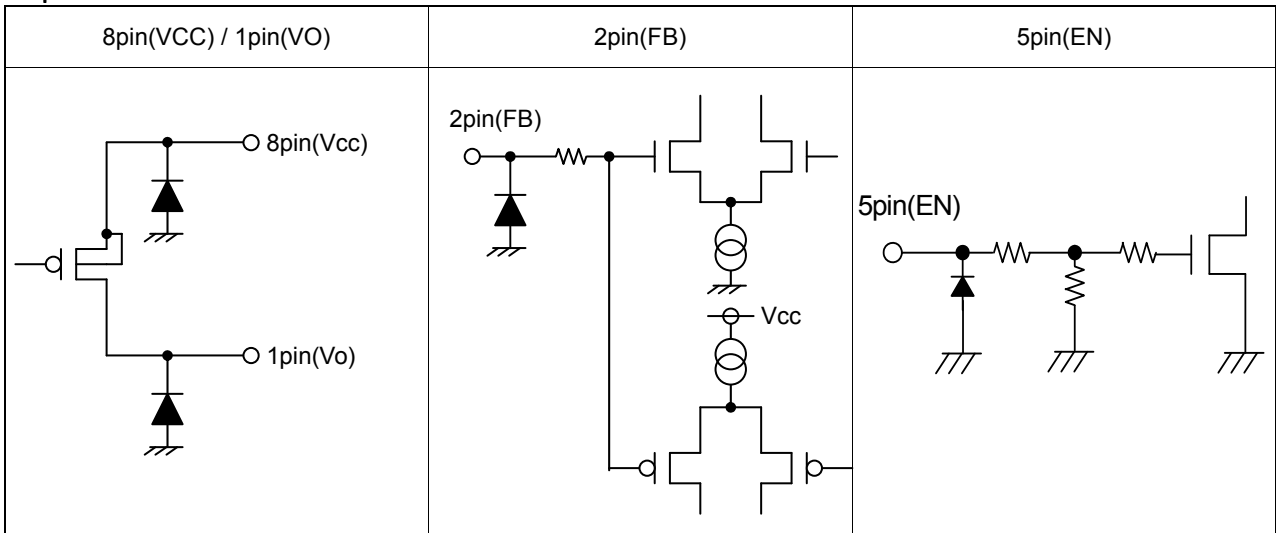 8pin(VCC) / 1pin(VO)
2pin(FB)
5pin(EN)
8pin(Vcc)
1pin(Vo)
2pin(FB)
Vcc
5pin(EN)